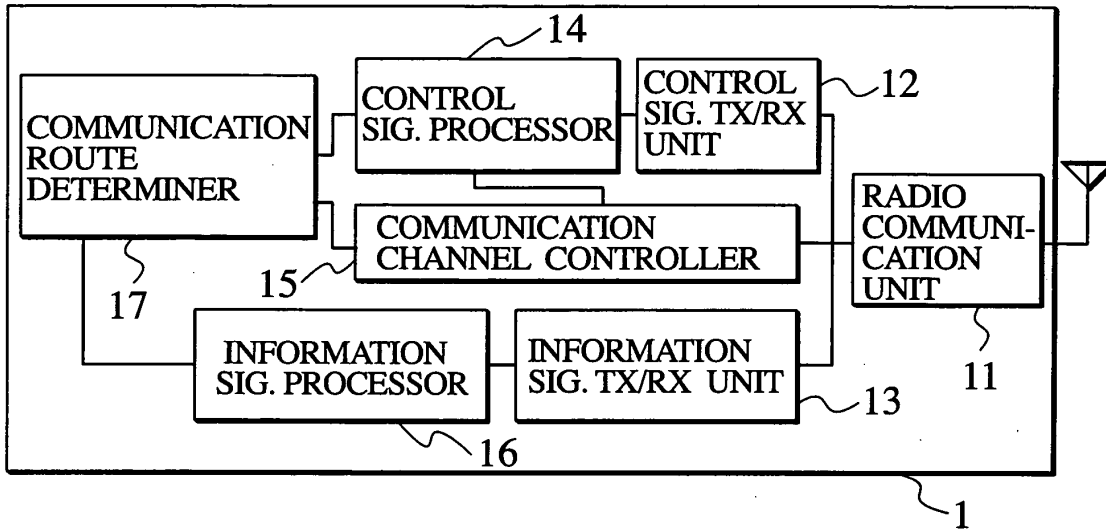 14
CONTROL
SIG. PROCESSOR
CONTROL
SIG. TX/RX
UNIT
12
COMMUNICATION
ROUTE
DETERMINER
17
COMMUNICATION
CHANNEL CONTROLLER
15
RADIO
COMMUNI-
CATION
UNIT
11
INFORMATION
SIG. PROCESSOR
16
INFORMATION
SIG. TX/RX UNIT
13
1